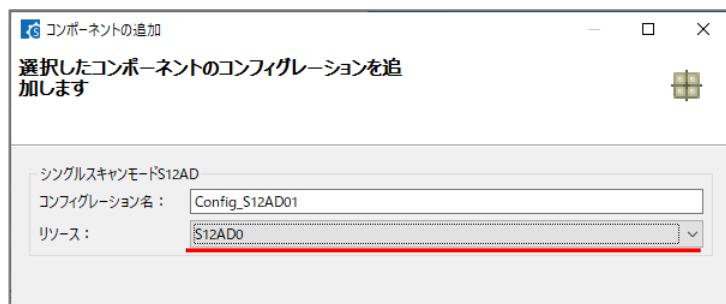 コンポーネントの追加
選択したコンポーネントのコンフィグレーションを追
加します
シングルスキャンモードS12AD
コンフィグレーション名： Config_S12AD01
リソース： S12AD0